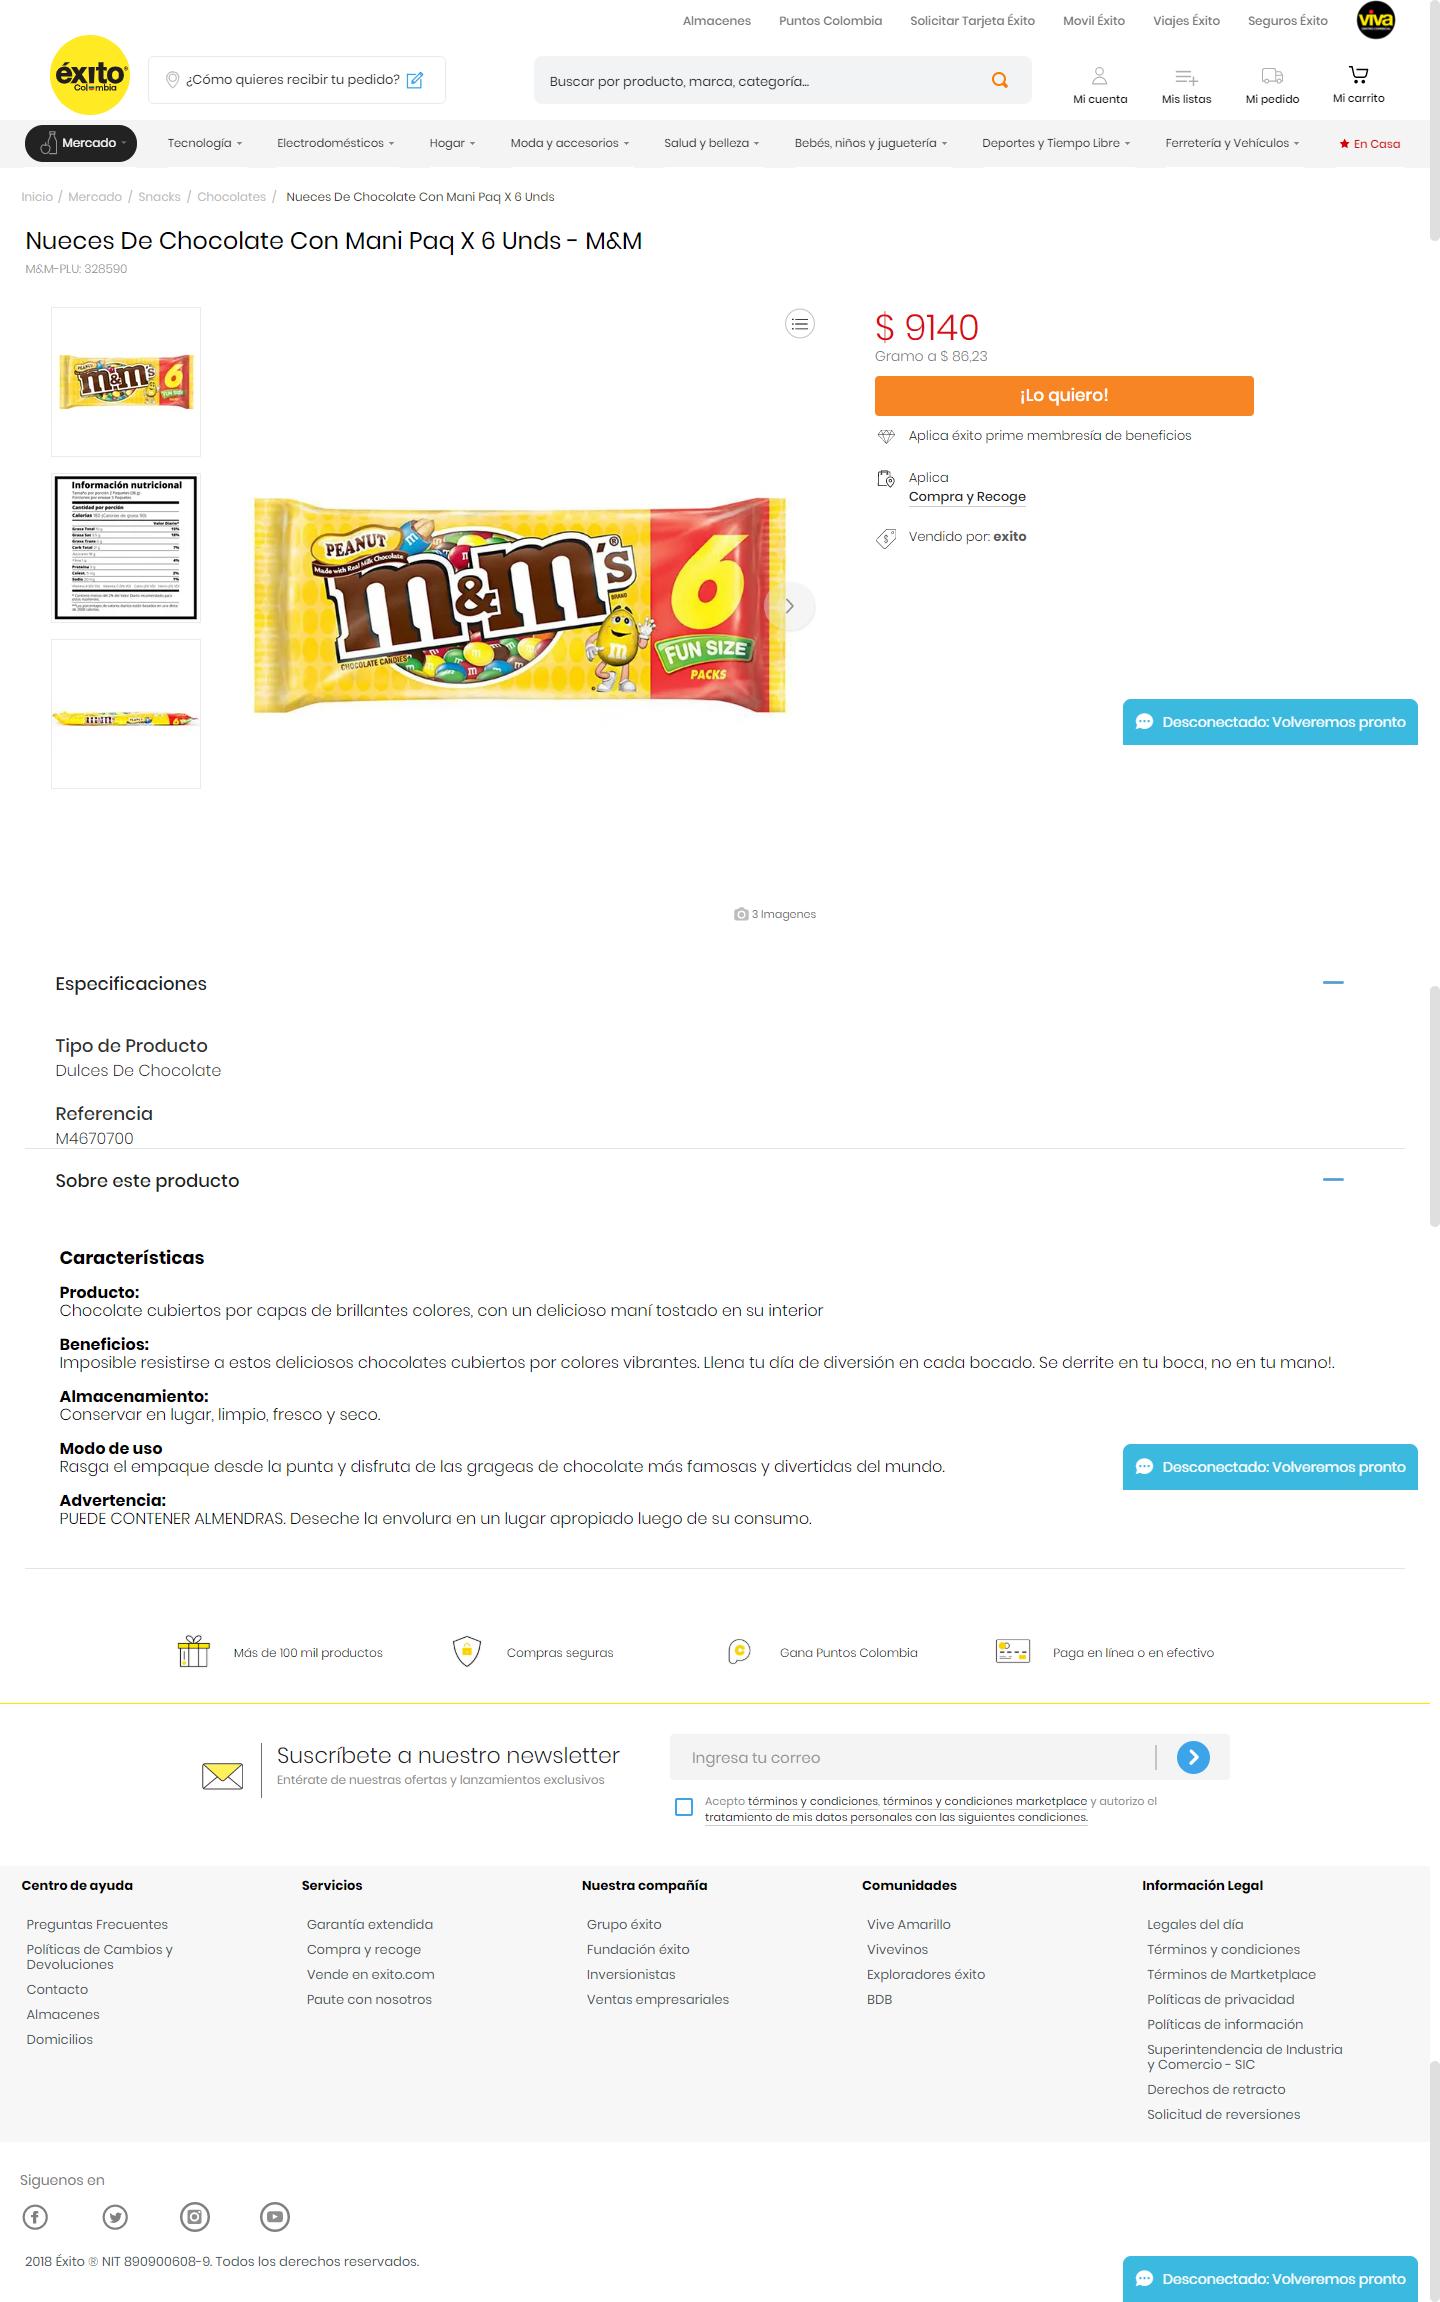 Almacenes Puntos Colombia Solicitar Tarjeta Éxito Movil Éxito Viajes Éxito Seguros Éxito viva
éxito
Colombia
¿Cómo quieres recibir tu pedido?
Buscar por producto, marca, categoría...
Mi cuenta Mis listas Mi pedido Mi carrito
Mercado Tecnología Electrodomésticos Hogar Moda y accesorios Salud y belleza Bebés, niños y juguetería Deportes y Tiempo Libre Ferretería y Vehículos En Casa
Inicio / Mercado / Snacks / Chocolates / Nueces De Chocolate Con Mani Paq X 6 Unds
Nueces De Chocolate Con Mani Paq X 6 Unds - M&M
M&M-PLU: 328590
Información nutricional
Cantidad por porción
PEANUT
Made with Real Milk Chocolate
m&m's
BRAND
CHOCOLATE CANDIES
6
FUN SIZE
PACKS
$ 9140
Gramo a $ 86,23
¡Lo quiero!
Aplica éxito prime membresía de beneficios
Aplica
Compra y Recoge
Vendido por: exito
Desconectado: Volveremos pronto
3 Imagenes
Especificaciones
Tipo de Producto
Dulces De Chocolate
Referencia
M4670700
Sobre este producto
Características
Producto:
Chocolate cubiertos por capas de brillantes colores, con un delicioso maní tostado en su interior
Beneficios:
Imposible resistirse a estos deliciosos chocolates cubiertos por colores vibrantes. Llena tu día de diversión en cada bocado. Se derrite en tu boca, no en tu mano!.
Almacenamiento:
Conservar en lugar, limpio, fresco y seco.
Modo de uso
Rasga el empaque desde la punta y disfruta de las grageas de chocolate más famosas y divertidas del mundo.
Desconectado: Volveremos pronto
Advertencia:
PUEDE CONTENER ALMENDRAS. Deseche la envolura en un lugar apropiado luego de su consumo.
Más de 100 mil productos Compras seguras Gana Puntos Colombia Paga en línea o en efectivo
Suscríbete a nuestro newsletter
Entérate de nuestras ofertas y lanzamientos exclusivos
Ingresa tu correo
Acepto términos y condiciones, términos y condiciones marketplace y autorizo el
tratamiento de mis datos personales con las siguientes condiciones.
Centro de ayuda
Preguntas Frecuentes
Políticas de Cambios y
Devoluciones
Contacto
Almacenes
Domicilios
Servicios
Garantía extendida
Compra y recoge
Vende en exito.com
Paute con nosotros
Nuestra compañía
Grupo éxito
Fundación éxito
Inversionistas
Ventas empresariales
Comunidades
Vive Amarillo
Vivevinos
Exploradores éxito
BDB
Información Legal
Legales del día
Términos y condiciones
Términos de Martketplace
Políticas de privacidad
Políticas de información
Superintendencia de Industria
y Comercio - SIC
Derechos de retracto
Solicitud de reversiones
Siguenos en
2018 Éxito ® NIT 890900608-9. Todos los derechos reservados.
Desconectado: Volveremos pronto